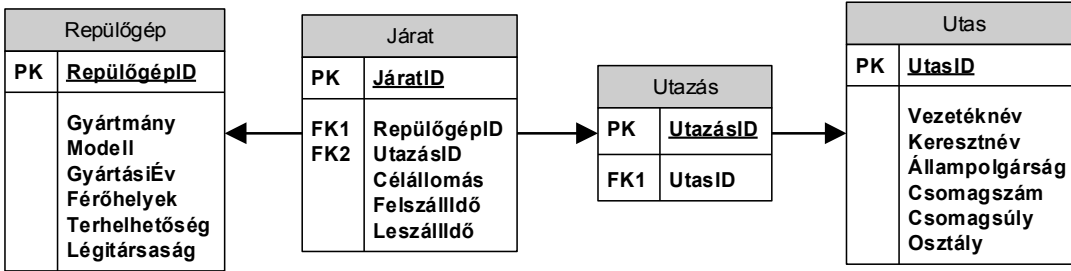 Repülőgép
PK RepülőgépID
Gyártmány
Modell
GyártásiÉv
Férőhelyek
Terhelhetőség
Légitársaság
Járat
PK JáratID
FK1 RepülőgépID
FK2 UtazásID
Célállomás
FelszállIdő
LeszállIdő
Utazás
PK UtazásID
FK1 UtasID
Utas
PK UtasID
Vezetéknév
Keresztnév
Állampolgárság
Csomagszám
Csomagsúly
Osztály